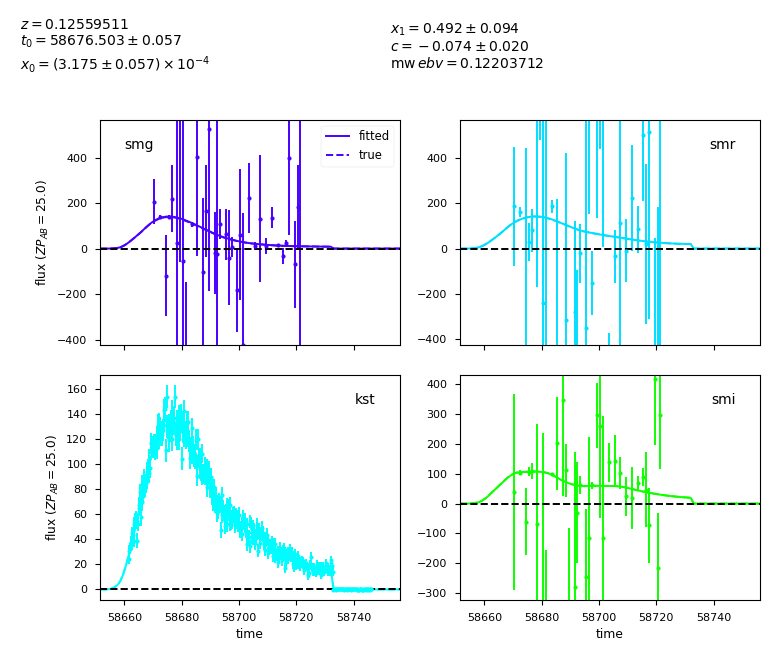 z = 0.12559511
t₀ = 58676.503 ± 0.057
x₀ = (3.175 ± 0.057) × 10⁻⁴
x₁ = 0.492 ± 0.094
c = −0.074 ± 0.020
mw ebv = 0.12203712
smg
fitted
true
400
200
0
−200
−400
flux (ZP_AB = 25.0)
smr
400
200
0
−200
−400
kst
160
140
120
100
80
60
40
20
0
flux (ZP_AB = 25.0)
58660 58680 58700 58720 58740
time
smi
400
300
200
100
0
−100
−200
−300
58660 58680 58700 58720 58740
time